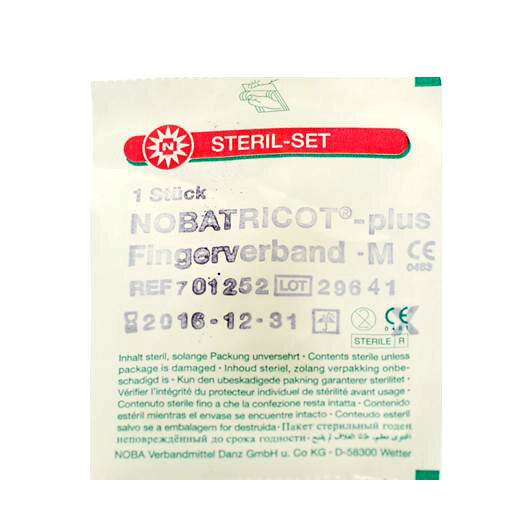 N STERIL-SET
1 Stück
NOBATRICOT®-plus
Fingerverband -M CE
0483
REF 701252 LOT 29641
2016-12-31 CE
STERILE R
Inhalt steril, solange Packung unversehrt • Contents sterile unless
package is damaged • Inhoud steriel, zolang verpakking onbe-
schadigd is • Kun den ubeskadigede pakning garanterer sterilitet •
Vérifier l'intégrité du protecteur individuel de stérilité avant usage •
Contenuto sterile fino a che la confezione resta intatta • Contenido
estéril mientras el envase se encuentre intacto • Conteudo esteril
salvo se a embalagem for destruida • Пакет стерильный годен
неповреждённый до срока годности •
NOBA Verbandmittel Danz GmbH u. Co KG • D-58300 Wetter